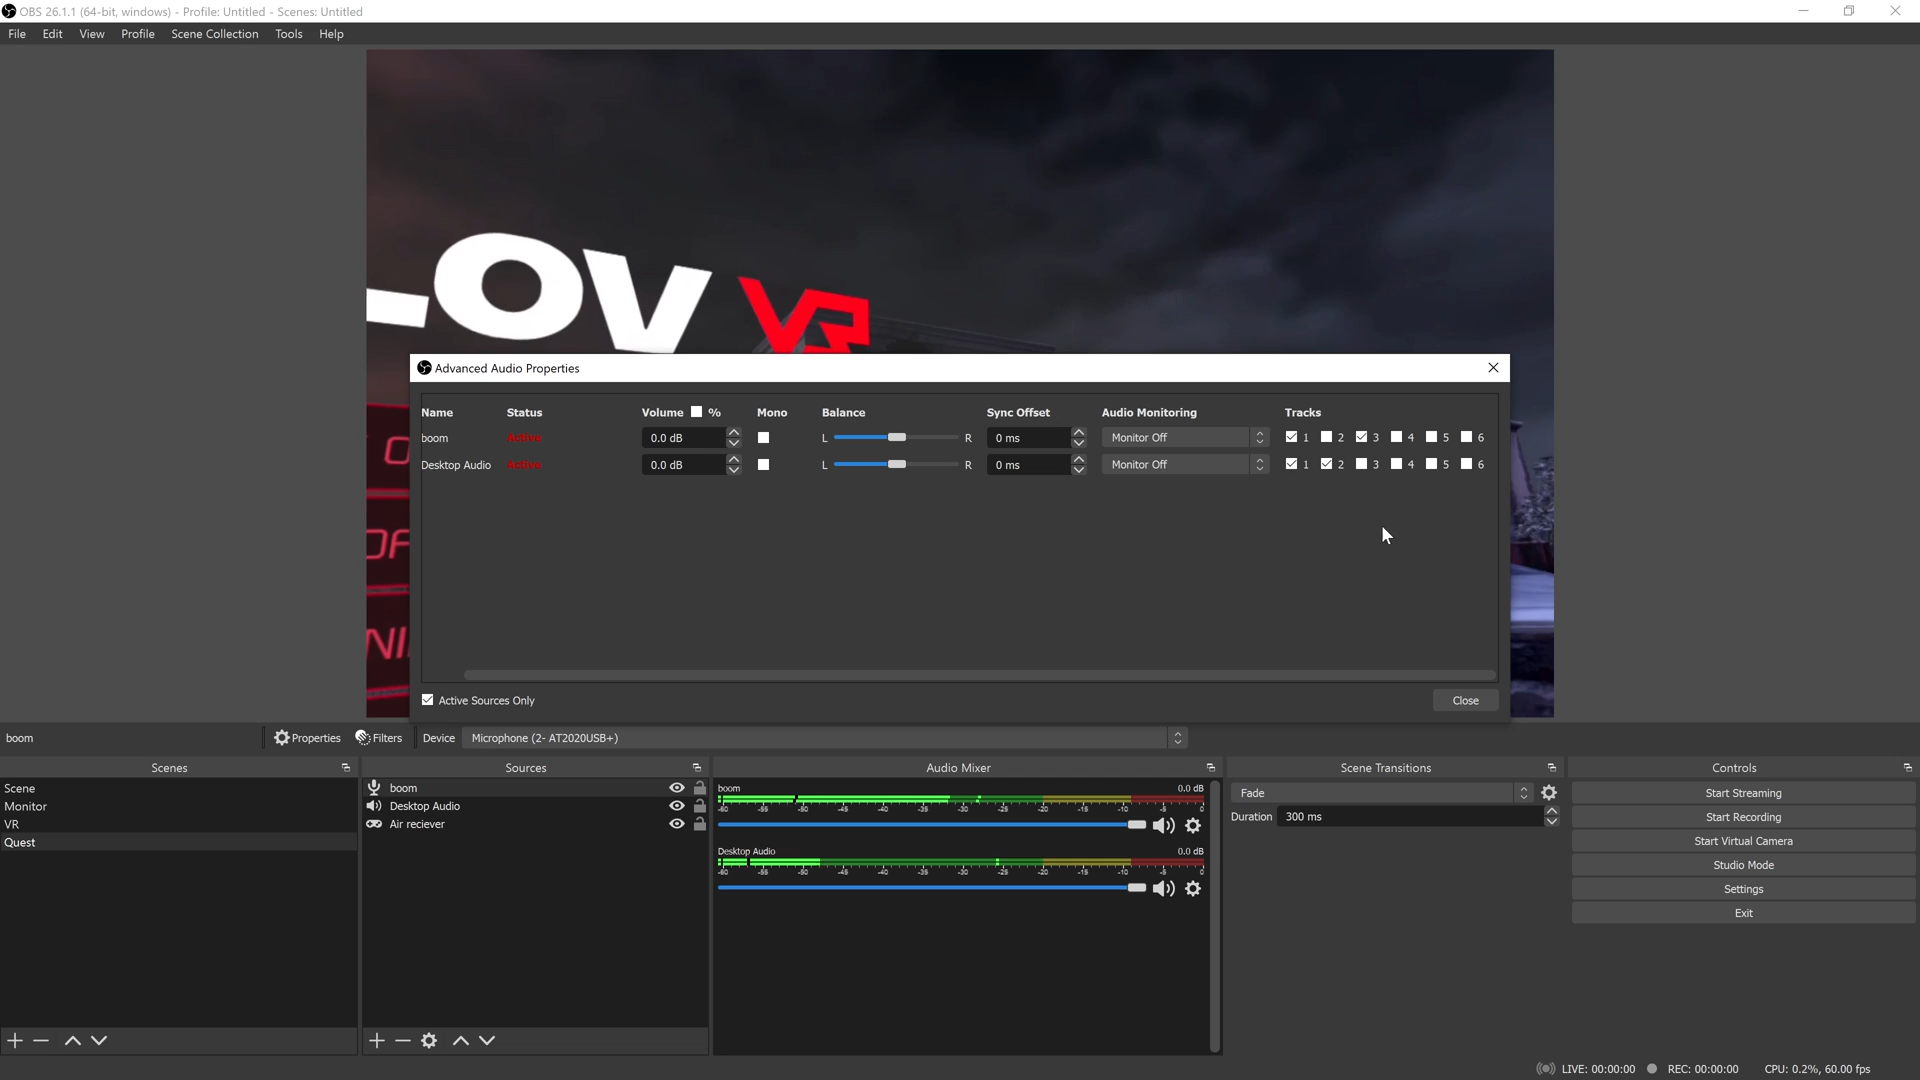 OBS 26.1.1 (64-bit, windows) - Profile: Untitled - Scenes: Untitled
File Edit View Profile Scene Collection Tools Help
LOV VR
Advanced Audio Properties
Name Status Volume % Mono Balance Sync Offset Audio Monitoring Tracks
boom Active 0.0 dB L R 0 ms Monitor Off 1 2 3 4 5 6
Desktop Audio Active 0.0 dB L R 0 ms Monitor Off 1 2 3 4 5 6
Active Sources Only Close
boom Properties Filters Device Microphone (2- AT2020USB+)
Scenes Sources Audio Mixer Scene Transitions Controls
Scene
Monitor
VR
Quest
boom
Desktop Audio
Air reciever
boom 0.0 dB
-60 -55 -50 -45 -40 -35 -30 -25 -20 -15 -10 -5 0
Desktop Audio 0.0 dB
-60 -55 -50 -45 -40 -35 -30 -25 -20 -15 -10 -5 0
Fade
Duration 300 ms
Start Streaming
Start Recording
Start Virtual Camera
Studio Mode
Settings
Exit
LIVE: 00:00:00 REC: 00:00:00 CPU: 0.2%, 60.00 fps